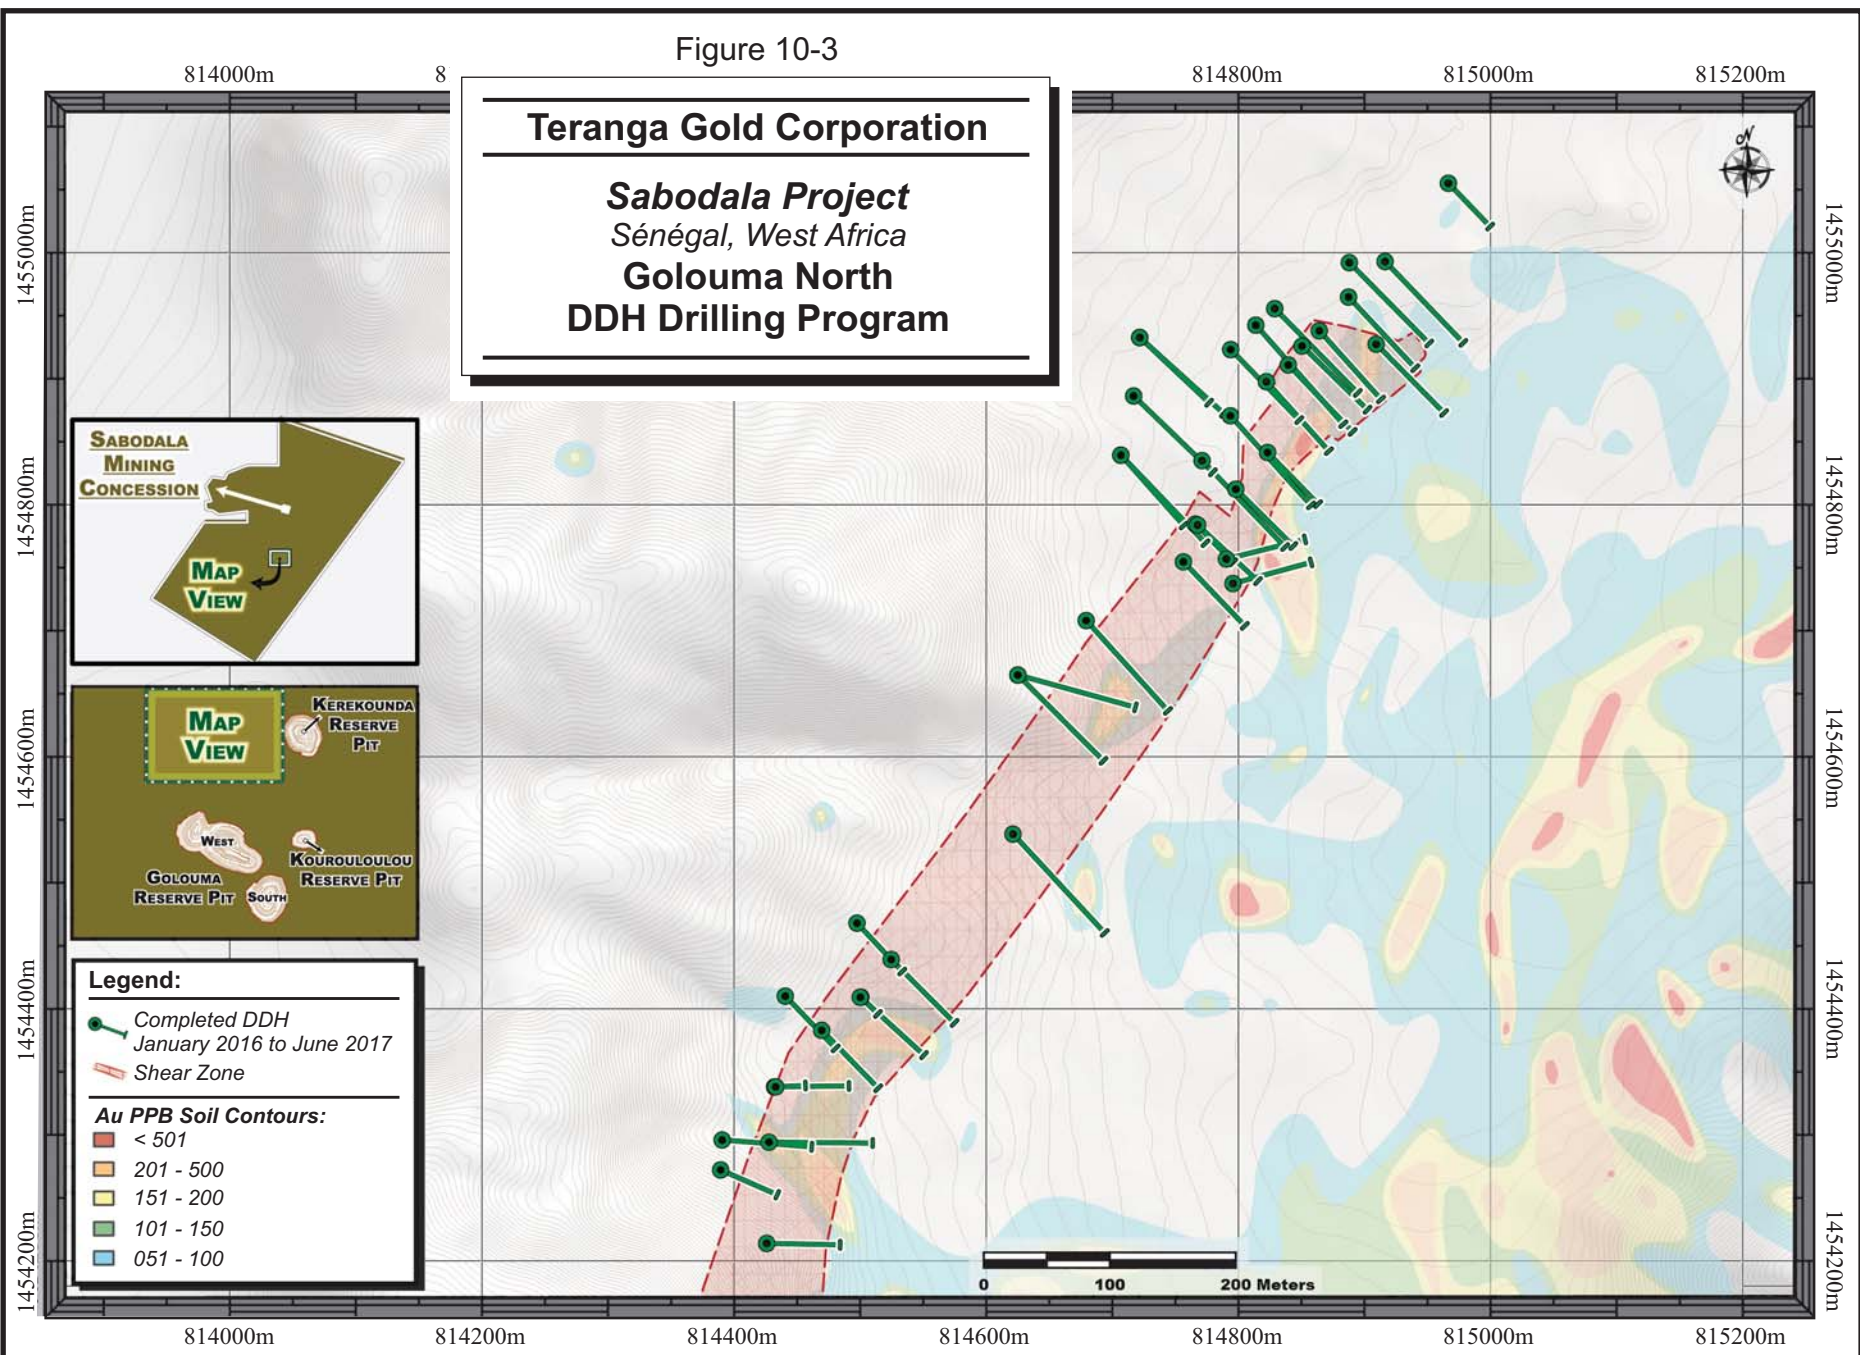 Figure 10-3
814000m
8
814800m
815000m
815200m
Teranga Gold Corporation
Sabodala Project
Sénégal, West Africa
Golouma North
DDH Drilling Program
N
1455000m
1454800m
1454600m
1454400m
1454200m
1455000m
1454800m
1454600m
1454400m
1454200m
SABODALA
MINING
CONCESSION
MAP
VIEW
MAP
VIEW
KEREKOUNDA
RESERVE
PIT
WEST
KOUROULOULOU
RESERVE PIT
GOLOUMA
RESERVE PIT
SOUTH
Legend:
Completed DDH
January 2016 to June 2017
Shear Zone
Au PPB Soil Contours:
< 501
201 - 500
151 - 200
101 - 150
051 - 100
0 100 200 Meters
814000m
814200m
814400m
814600m
814800m
815000m
815200m